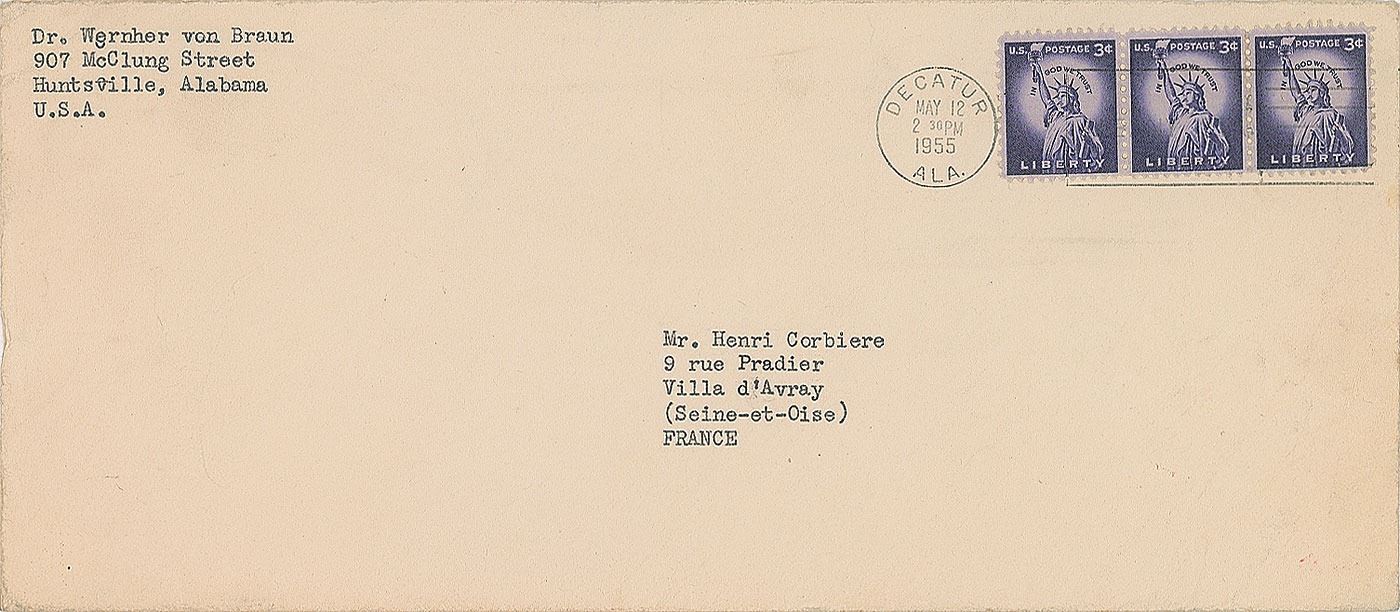 Dr. Wernher von Braun
907 McClung Street
Huntsville, Alabama
U.S.A.
DECATUR
MAY 12
2 30PM
1955
ALA.
U.S. POSTAGE 3¢
IN GOD WE TRUST
LIBERTY
U.S. POSTAGE 3¢
IN GOD WE TRUST
LIBERTY
U.S. POSTAGE 3¢
IN GOD WE TRUST
LIBERTY
Mr. Henri Corbiere
9 rue Pradier
Villa d'Avray
(Seine-et-Oise)
FRANCE